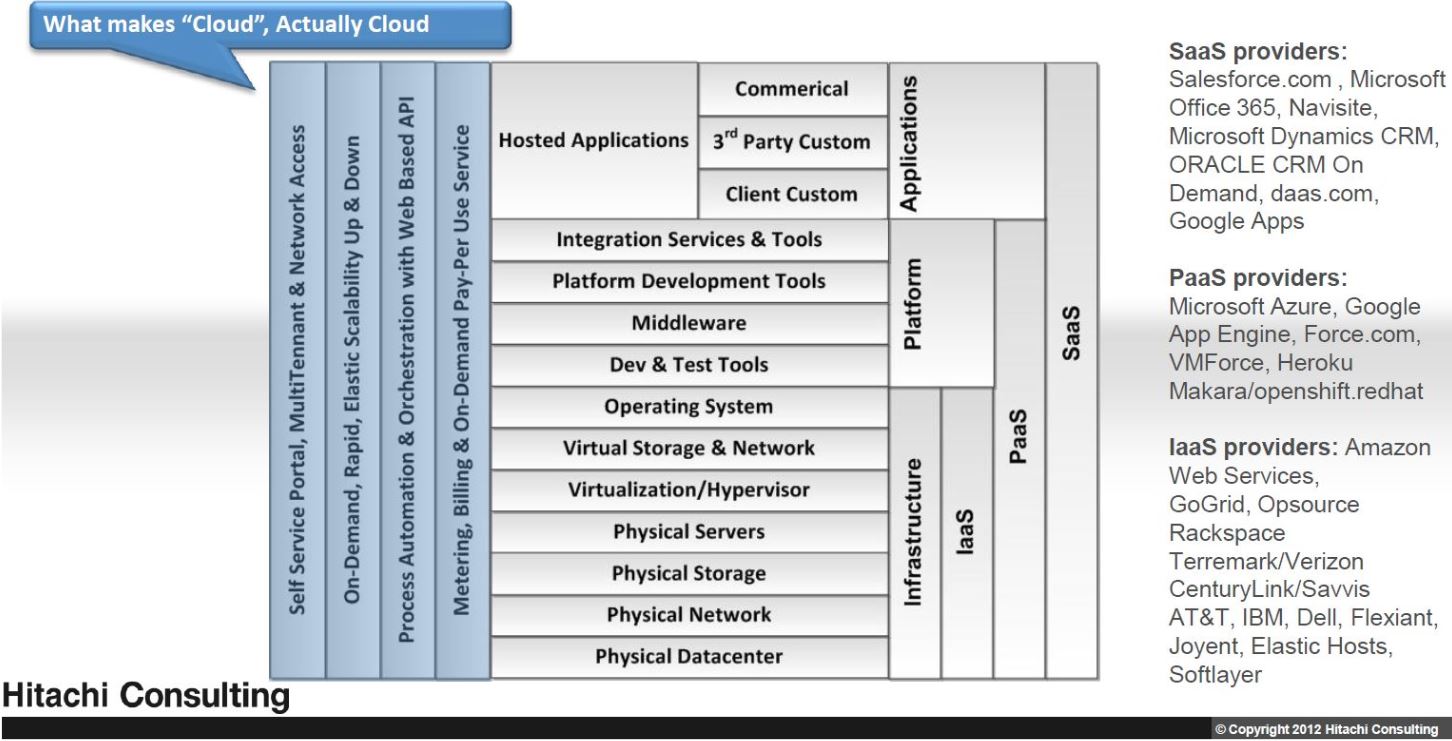 What makes “Cloud”, Actually Cloud
Self Service Portal, MultiTennant & Network Access
On-Demand, Rapid, Elastic Scalability Up & Down
Process Automation & Orchestration with Web Based API
Metering, Billing & On-Demand Pay-Per Use Service
Hosted Applications
Commerical
3rd Party Custom
Client Custom
Integration Services & Tools
Platform Development Tools
Middleware
Dev & Test Tools
Operating System
Virtual Storage & Network
Virtualization/Hypervisor
Physical Servers
Physical Storage
Physical Network
Physical Datacenter
Applications
Platform
Infrastructure
IaaS
PaaS
SaaS
SaaS providers:
Salesforce.com , Microsoft
Office 365, Navisite,
Microsoft Dynamics CRM,
ORACLE CRM On
Demand, daas.com,
Google Apps
PaaS providers:
Microsoft Azure, Google
App Engine, Force.com,
VMForce, Heroku
Makara/openshift.redhat
IaaS providers: Amazon
Web Services,
GoGrid, Opsource
Rackspace
Terremark/Verizon
CenturyLink/Savvis
AT&T, IBM, Dell, Flexiant,
Joyent, Elastic Hosts,
Softlayer
Hitachi Consulting
© Copyright 2012 Hitachi Consulting